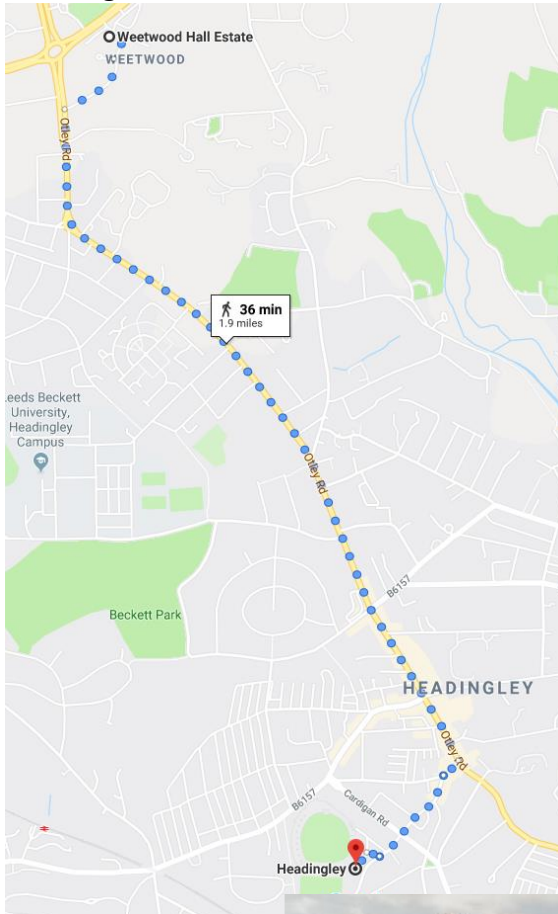 Weetwood Hall Estate
WEETWOOD
Otley Rd
36 min
1.9 miles
eeds Beckett
University,
Headingley
Campus
Otley Rd
B6157
Beckett Park
HEADINGLEY
Otley Rd
Cardigan Rd
B6157
Headingley